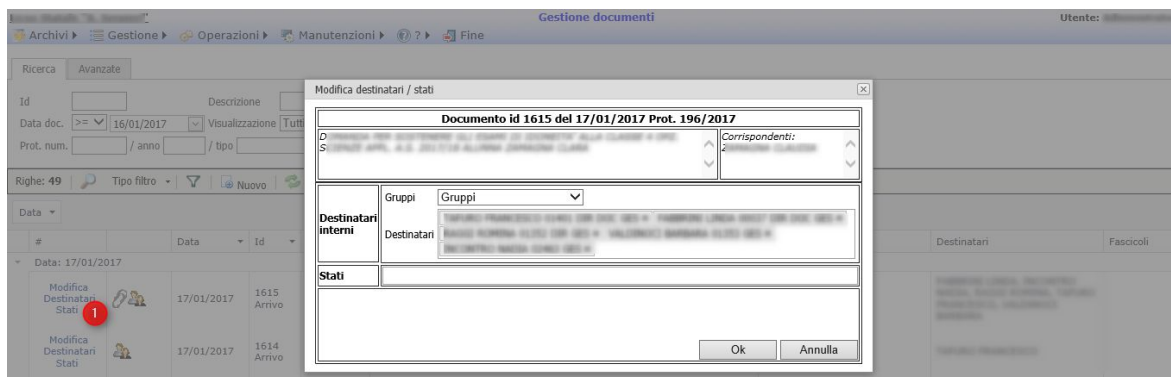 Gestione documenti
Utente:
Archivi Gestione Operazioni Manutenzioni ? Fine
Ricerca Avanzate
Id Descrizione
Data doc. >= 16/01/2017 Visualizzazione Tutti
Prot. num. / anno / tipo
Righe: 49 Tipo filtro Nuovo
Data
# Data Id Destinatari Fascicoli
Data: 17/01/2017
Modifica
Destinatari
Stati
1
17/01/2017
1615
Arrivo
Modifica
Destinatari
Stati
17/01/2017
1614
Arrivo
Modifica destinatari / stati
Documento id 1615 del 17/01/2017 Prot. 196/2017
Corrispondenti:
Destinatari
interni
Gruppi Gruppi
Destinatari
Stati
Ok Annulla